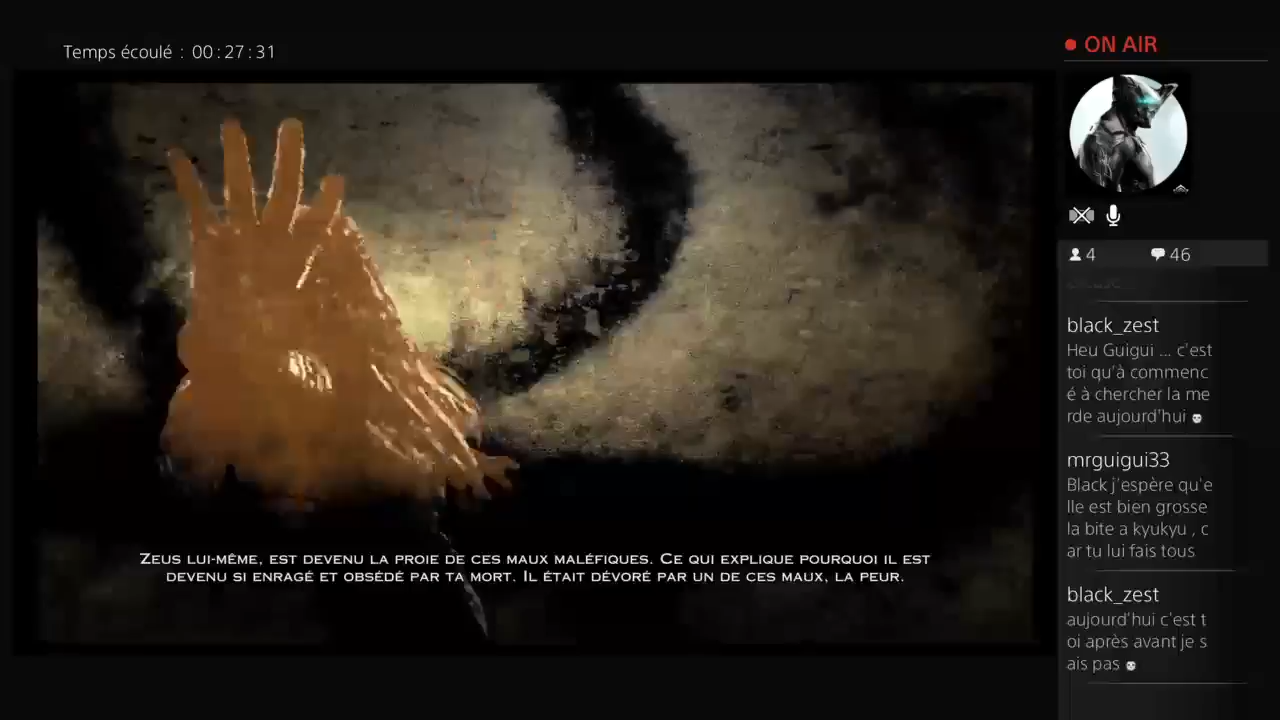 Temps écoulé : 00:27:31
ON AIR
4
46
black_zest
Heu Guigui ... c'est
toi qu'à commenc
é à chercher la me
rde aujourd'hui
mrguigui33
Black j'espère qu'e
lle est bien grosse
la bite a kyukyu , c
ar tu lui fais tous
black_zest
aujourd'hui c'est t
oi après avant je s
ais pas
Zeus lui-même, est devenu la proie de ces maux maléfiques. Ce qui explique pourquoi il est
devenu si enragé et obsédé par ta mort. Il était dévoré par un de ces maux, la peur.